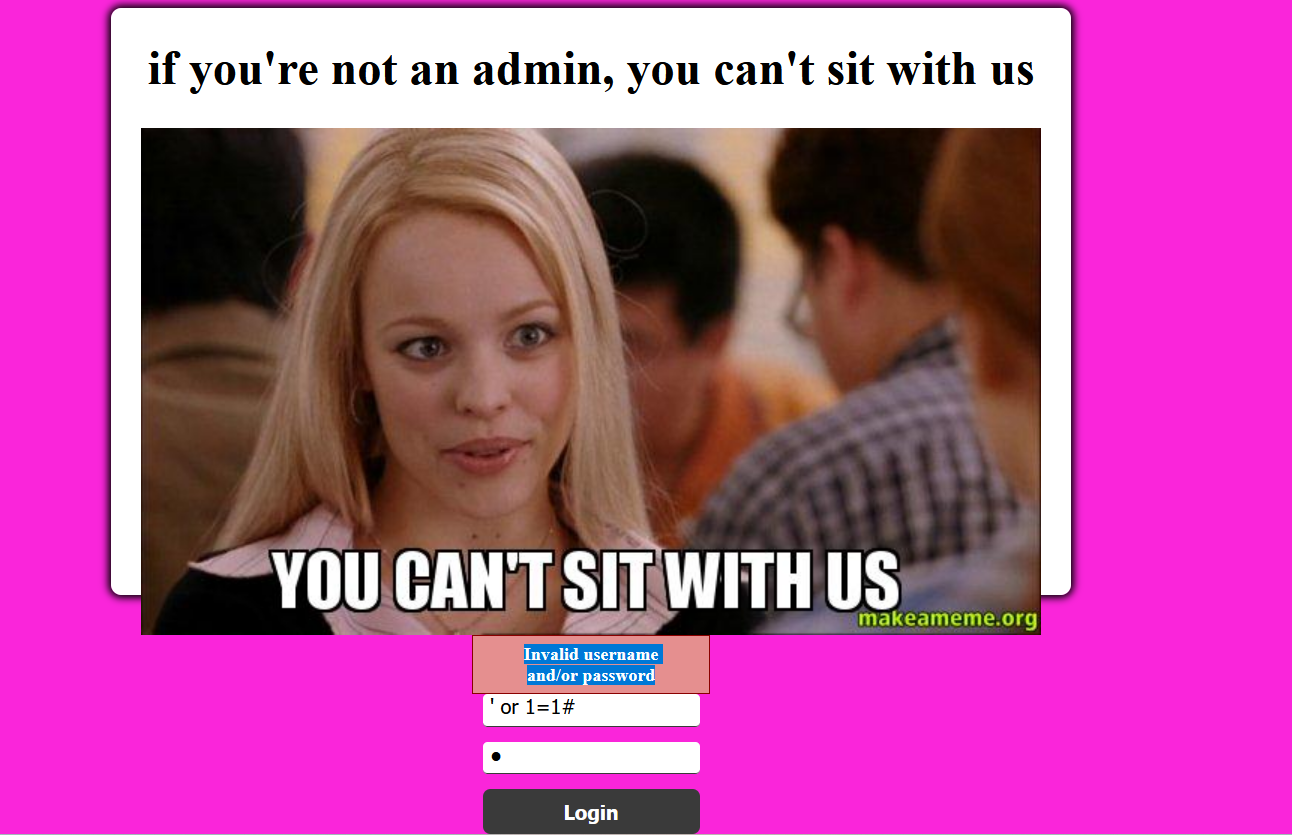 if you're not an admin, you can't sit with us
YOU CAN'T SIT WITH US
makeameme.org
Invalid username
and/or password
' or 1=1#
Login